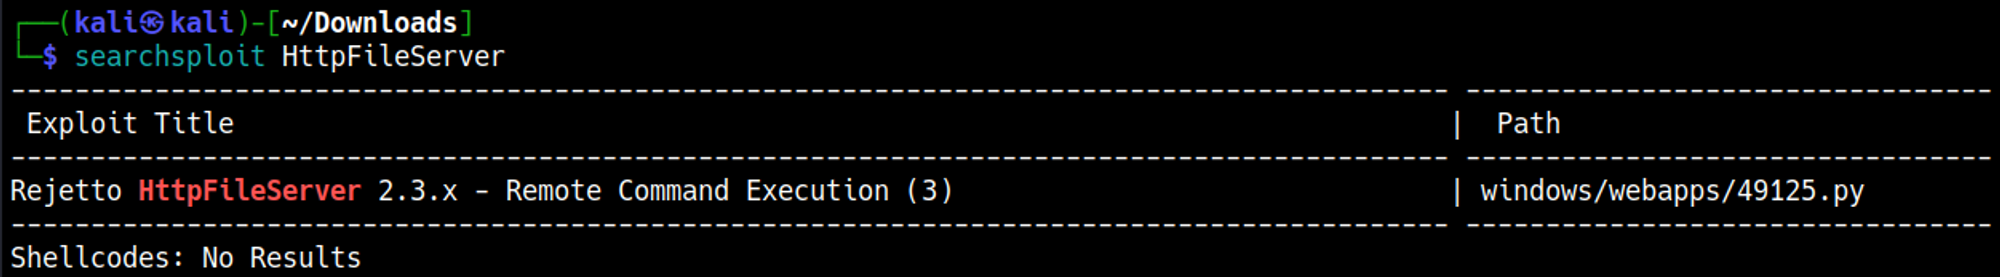 ┌──(kali㉿kali)-[~/Downloads]
└─$ searchsploit HttpFileServer
------------------------------------------------------------------------------------------ ---------------------------------
 Exploit Title                                                                            |  Path
------------------------------------------------------------------------------------------ ---------------------------------
Rejetto HttpFileServer 2.3.x - Remote Command Execution (3)                               | windows/webapps/49125.py
------------------------------------------------------------------------------------------ ---------------------------------
Shellcodes: No Results